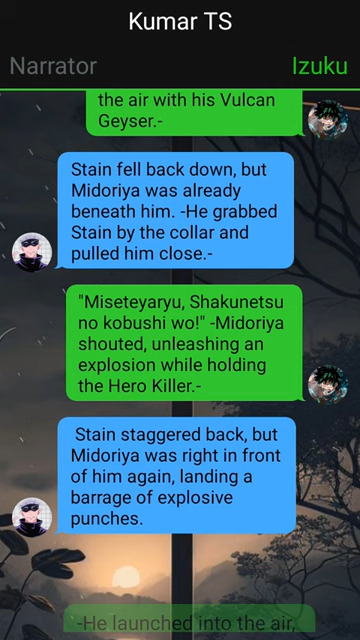 Kumar TS
Narrator
Izuku
the air with his Vulcan
Geyser.-
Stain fell back down, but
Midoriya was already
beneath him. -He grabbed
Stain by the collar and
pulled him close.-
"Miseteyaryu, Shakunetsu
no kobushi wo!" -Midoriya
shouted, unleashing an
explosion while holding
the Hero Killer.-
Stain staggered back, but
Midoriya was right in front
of him again, landing a
barrage of explosive
punches.
-He launched into the air,